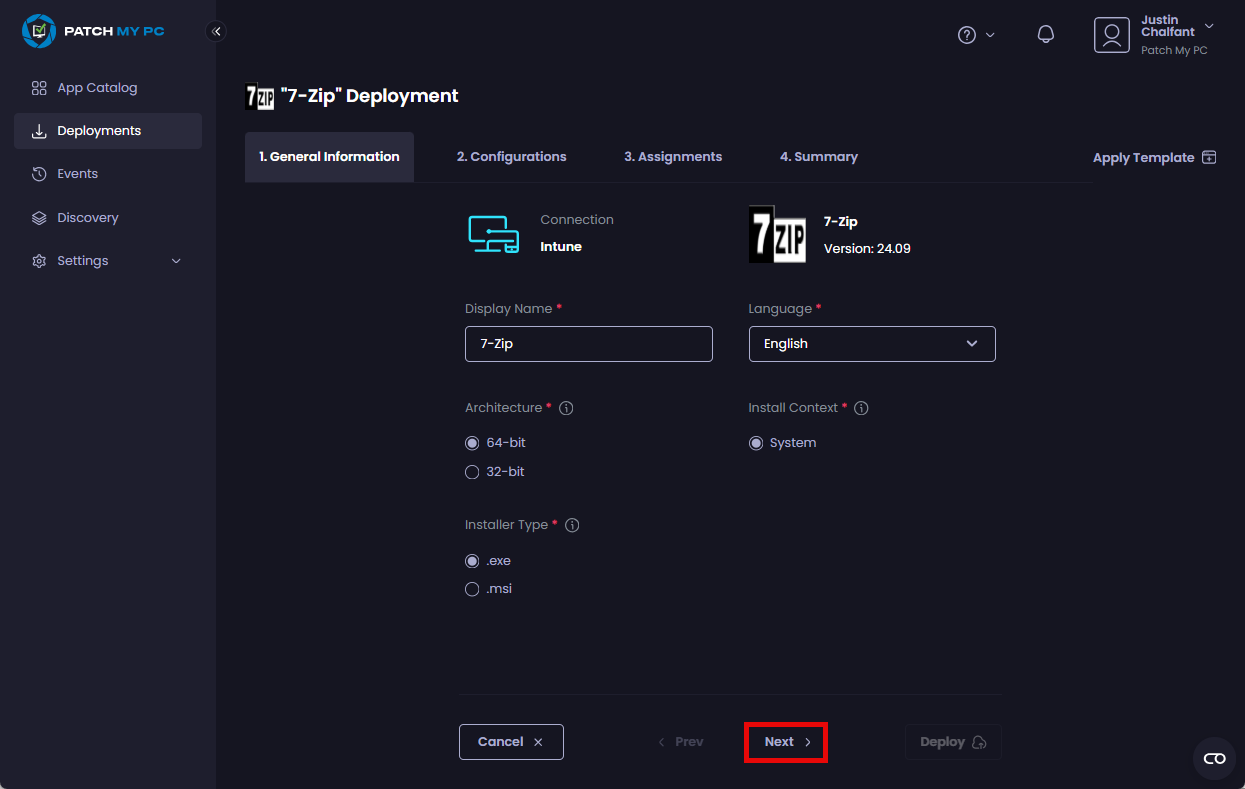 PATCH MY PC
App Catalog
Deployments
Events
Discovery
Settings
Justin
Chalfant
Patch My PC
7ZIP "7-Zip" Deployment
1. General Information 2. Configurations 3. Assignments 4. Summary Apply Template
Connection
Intune
7ZIP
7-Zip
Version: 24.09
Display Name *
7-Zip
Language *
English
Architecture *
64-bit
32-bit
Install Context *
System
Installer Type *
.exe
.msi
Cancel Prev Next Deploy